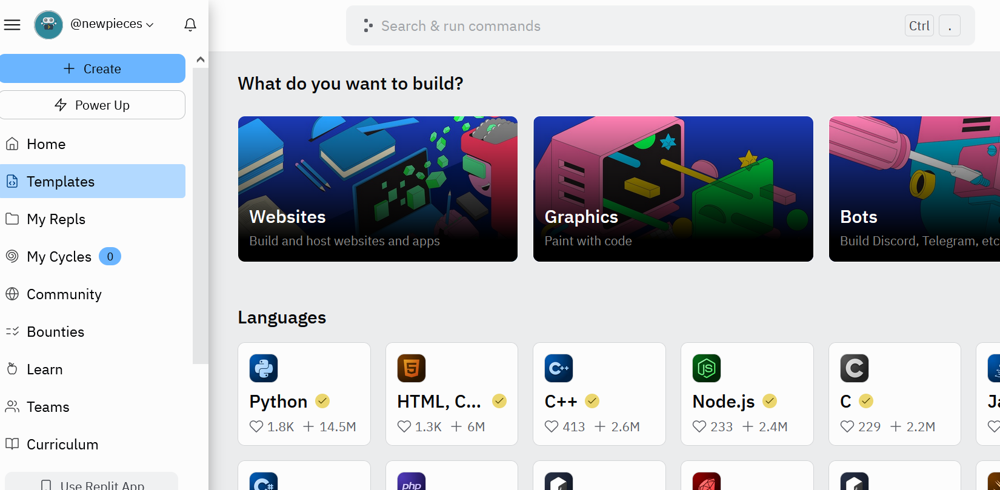 @newpieces
Search & run commands
Ctrl
.
+ Create
Power Up
Home
Templates
My Repls
My Cycles 0
Community
Bounties
Learn
Teams
Curriculum
Use Replit App
What do you want to build?
Websites
Build and host websites and apps
Graphics
Paint with code
Bots
Build Discord, Telegram, etc
Languages
Python
1.8K + 14.5M
5
HTML, C...
1.3K + 6M
C++
C++
413 + 2.6M
JS
Node.js
233 + 2.4M
C
C
229 + 2.2M
Ja
C#
php